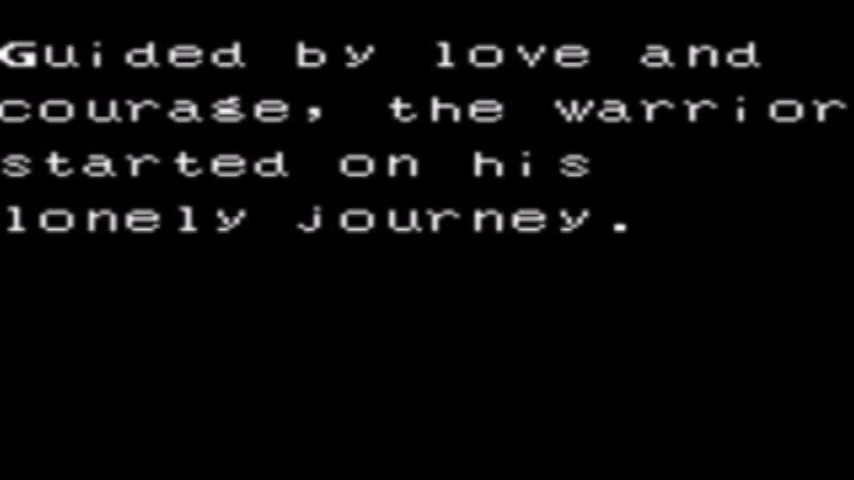 Guided by love and
courage, the warrior
started on his
lonely journey.